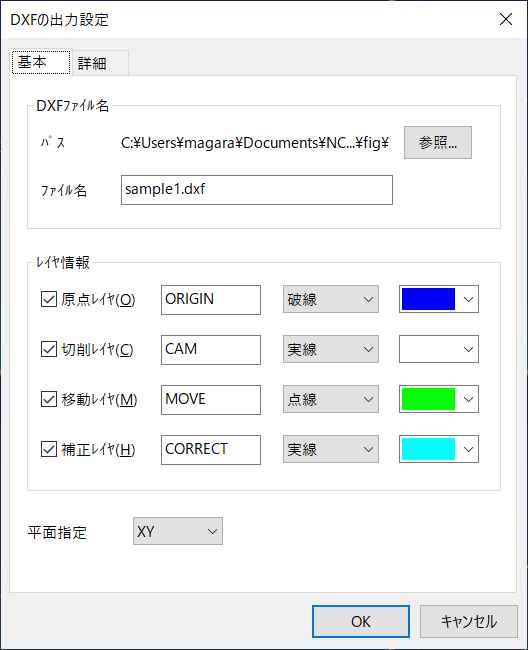 DXFの出力設定
基本 詳細
DXFﾌｧｲﾙ名
ﾊﾟｽ C:¥Users¥magara¥Documents¥NC...¥fig¥ 参照...
ﾌｧｲﾙ名 sample1.dxf
ﾚｲﾔ情報
原点ﾚｲﾔ(O) ORIGIN 破線
切削ﾚｲﾔ(C) CAM 実線
移動ﾚｲﾔ(M) MOVE 点線
補正ﾚｲﾔ(H) CORRECT 実線
平面指定 XY
OK ｷｬﾝｾﾙ